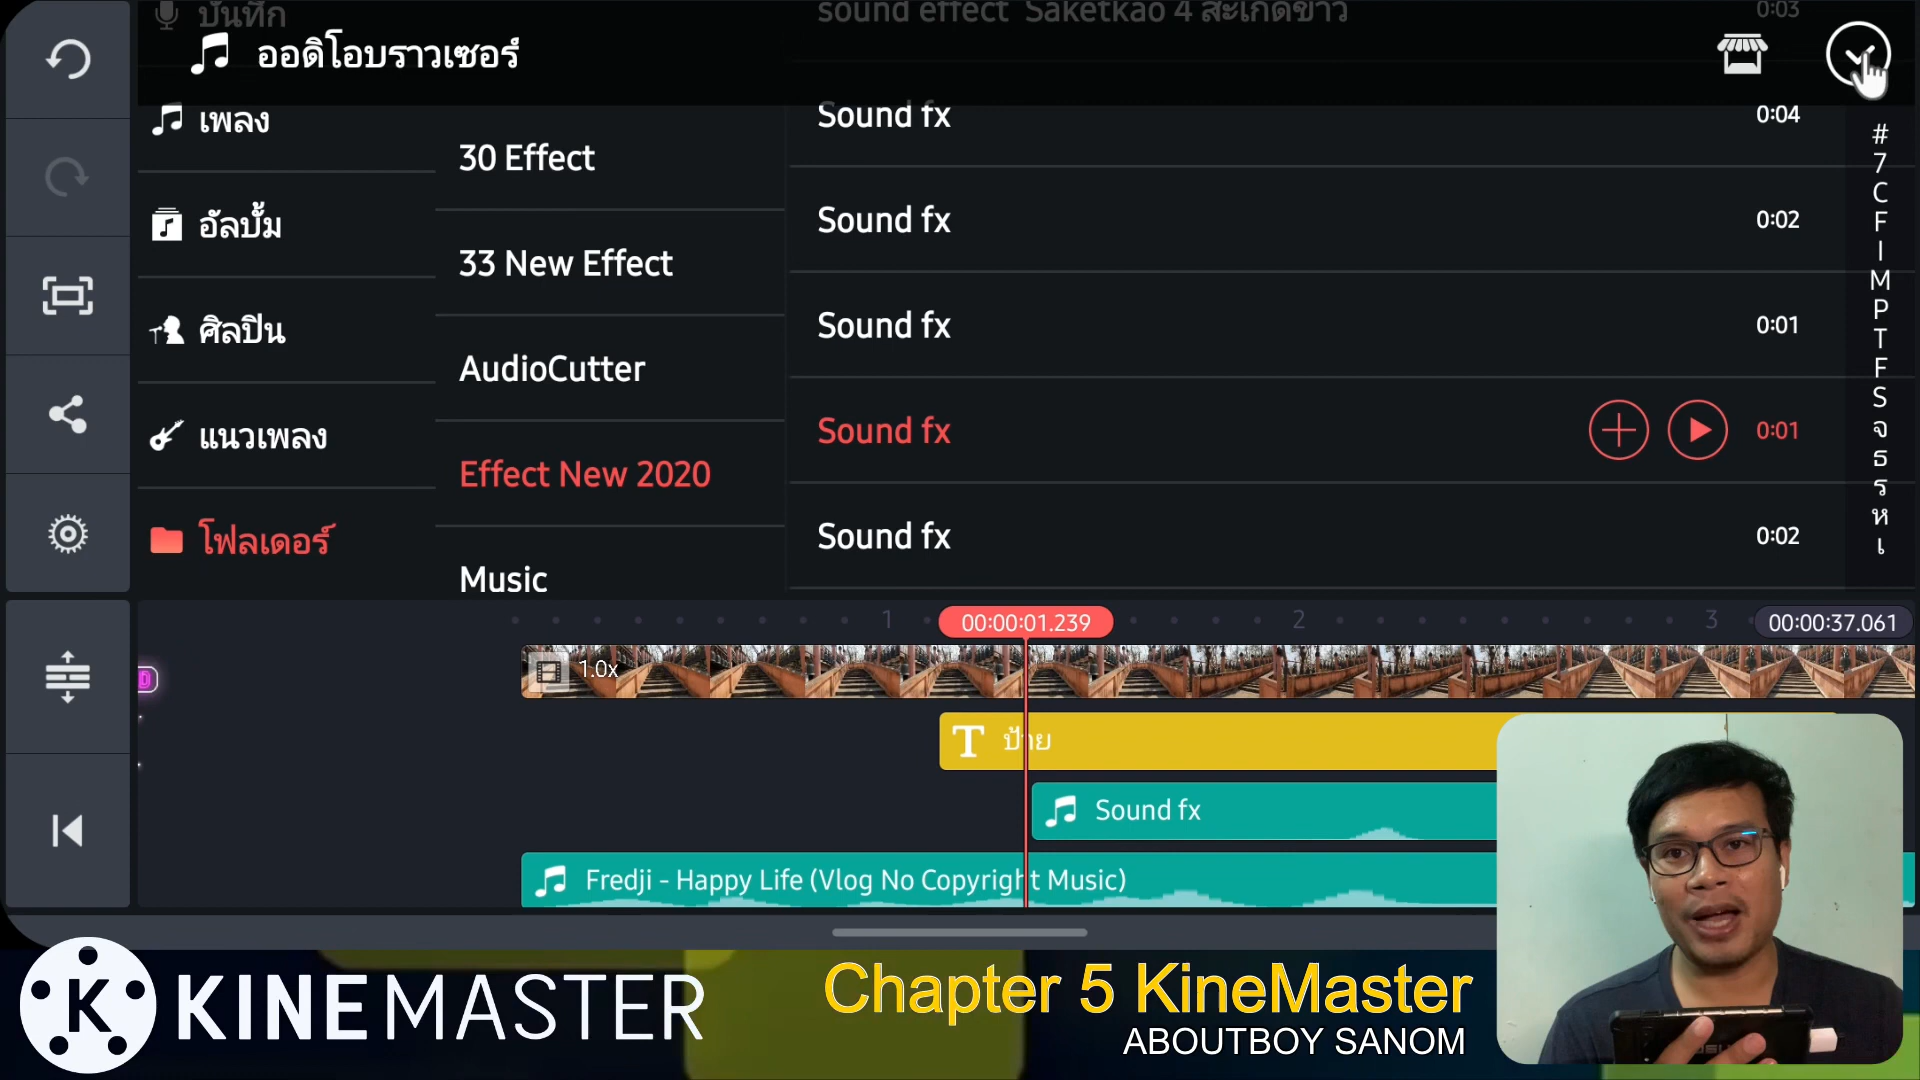 บันทึก
sound effect Saketkao 4 สะเกิดข่าว
0:03
ออดิโอบราวเซอร์
เพลง
อัลบั้ม
ศิลปิน
แนวเพลง
โฟลเดอร์
30 Effect
33 New Effect
AudioCutter
Effect New 2020
Music
Sound fx 0:04
Sound fx 0:02
Sound fx 0:01
Sound fx 0:01
Sound fx 0:02
#
7
C
F
I
M
P
T
F
S
จ
ธ
ร
ห
เ
1
00:00:01.239
2
3
00:00:37.061
1.0x
T ป้าย
Sound fx
Fredji - Happy Life (Vlog No Copyright Music)
K KINEMASTER
Chapter 5 KineMaster
ABOUTBOY SANOM